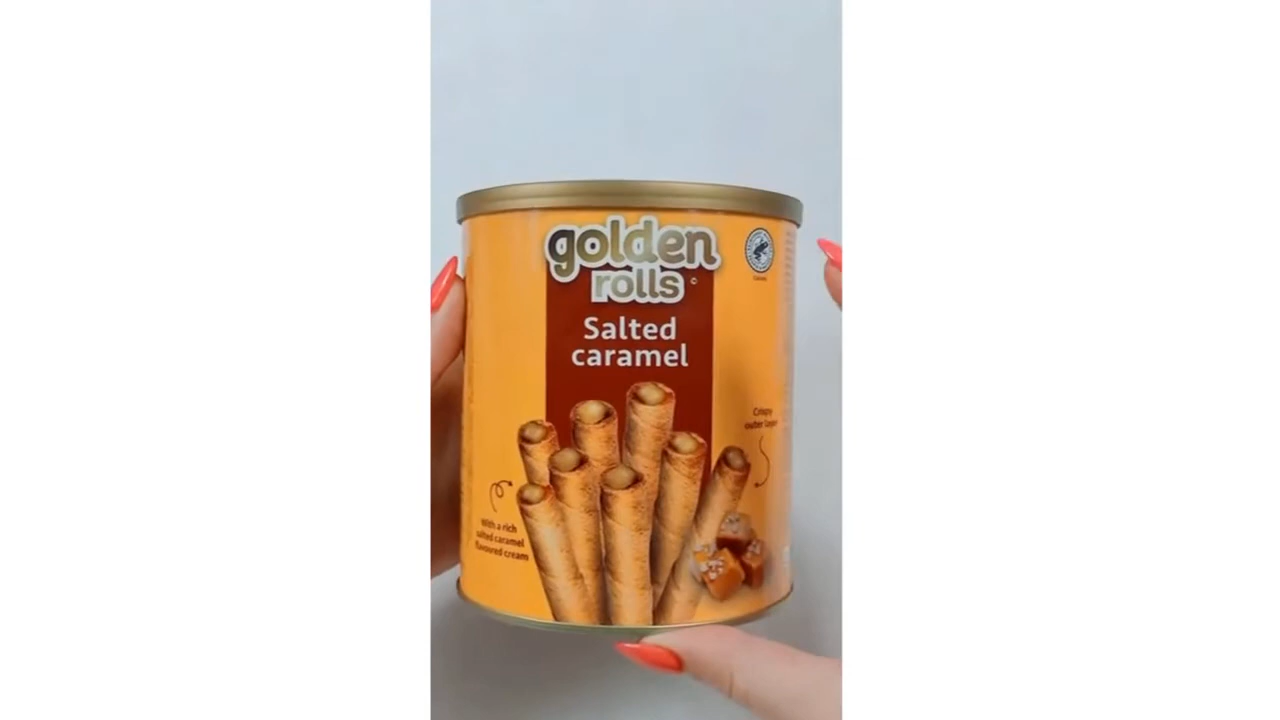 golden
rolls
Salted
caramel
Crispy
outer layer
With a rich
salted caramel
flavoured cream